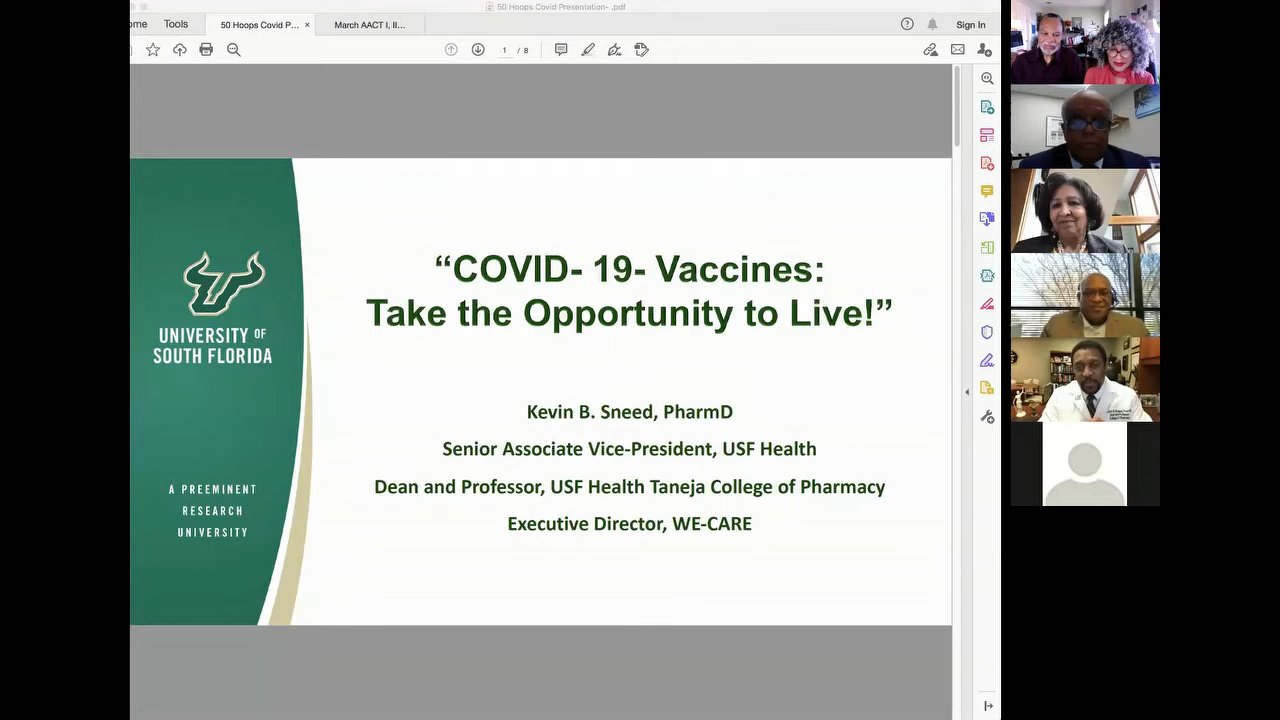 50 Hoops Covid Presentation- .pdf
ome
Tools
50 Hoops Covid P... ×
March AACT I, II...
Sign In
1 / 8
“COVID- 19- Vaccines:
Take the Opportunity to Live!”
UNIVERSITY OF
SOUTH FLORIDA
A PREEMINENT
RESEARCH
UNIVERSITY
Kevin B. Sneed, PharmD
Senior Associate Vice-President, USF Health
Dean and Professor, USF Health Taneja College of Pharmacy
Executive Director, WE-CARE